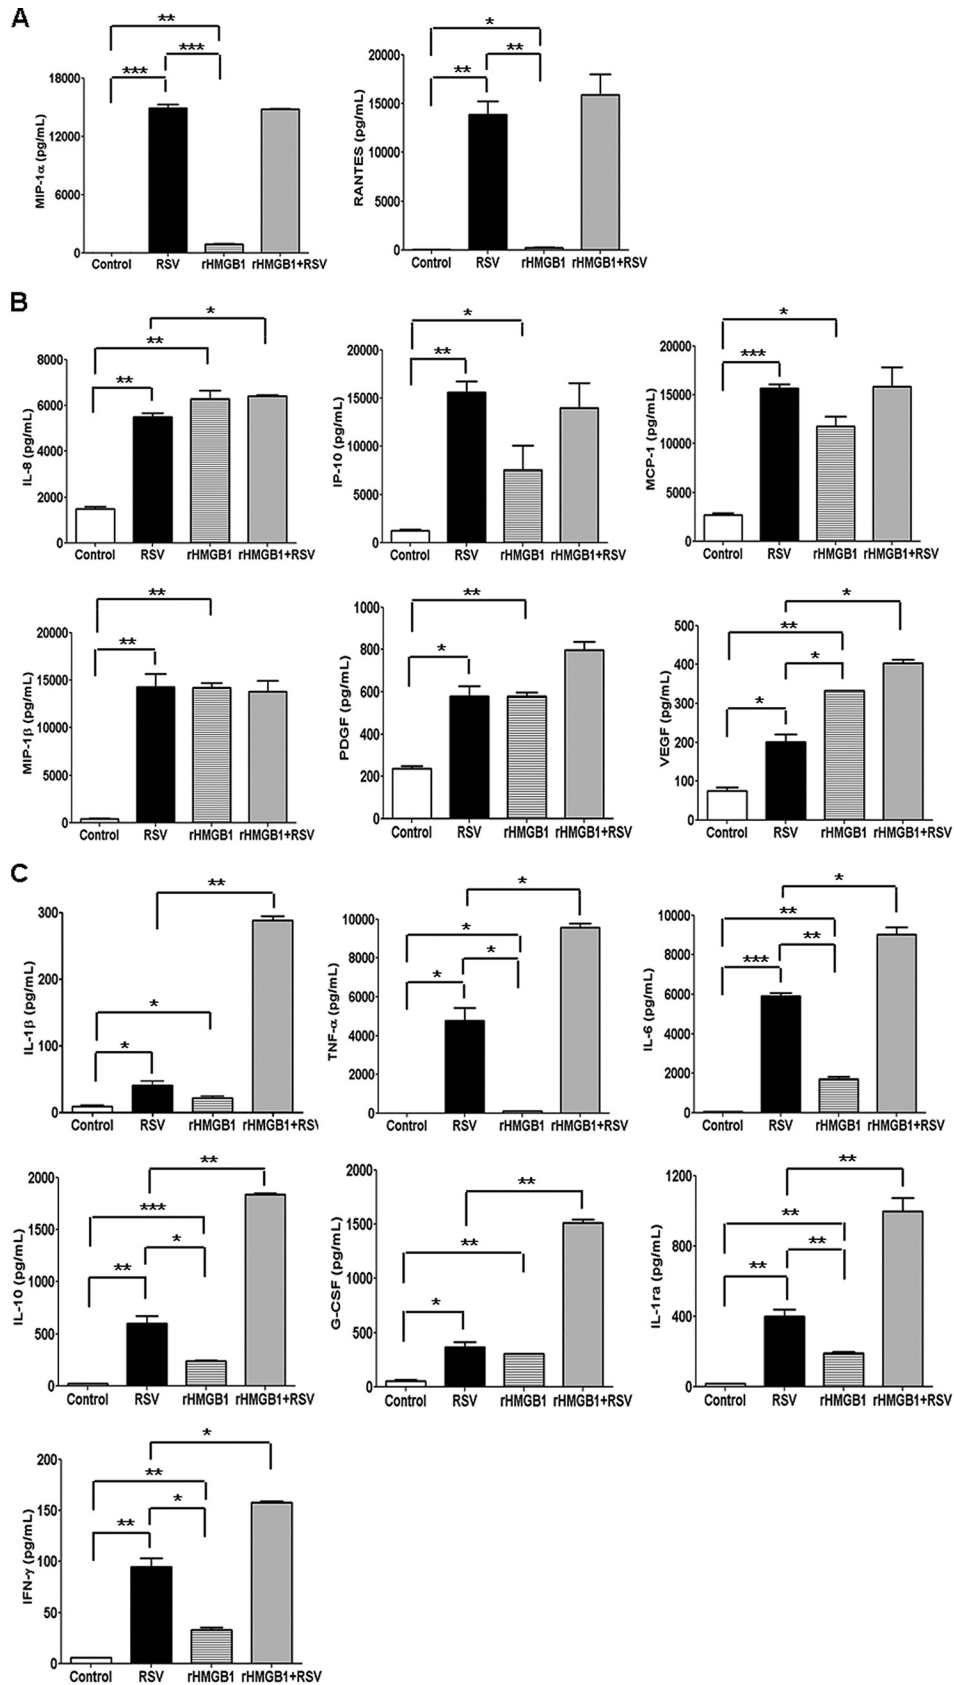 A
** *
*** **
*** **
18000 12000 6000 0
MIP-1α (pg/mL)
Control RSV rHMGB1 rHMGB1+RSV
20000 15000 10000 5000 0
RANTES (pg/mL)
Control RSV rHMGB1 rHMGB1+RSV
B
*
**
**
8000 6000 4000 2000 0
IL-8 (pg/mL)
Control RSV rHMGB1 rHMGB1+RSV
*
**
20000 15000 10000 5000 0
IP-10 (pg/mL)
Control RSV rHMGB1 rHMGB1+RSV
*
***
20000 15000 10000 5000 0
MCP-1 (pg/mL)
Control RSV rHMGB1 rHMGB1+RSV
**
**
20000 15000 10000 5000 0
MIP-1β (pg/mL)
Control RSV rHMGB1 rHMGB1+RSV
**
*
1000 800 600 400 200 0
PDGF (pg/mL)
Control RSV rHMGB1 rHMGB1+RSV
*
**
*
*
500 400 300 200 100 0
VEGF (pg/mL)
Control RSV rHMGB1 rHMGB1+RSV
C
**
*
*
300 200 100 0
IL-1β (pg/mL)
Control RSV rHMGB1 rHMGB1+RSV
*
*
*
*
10000 8000 6000 4000 2000 0
TNF-α (pg/mL)
Control RSV rHMGB1 rHMGB1+RSV
*
**
**
***
10000 8000 6000 4000 2000 0
IL-6 (pg/mL)
Control RSV rHMGB1 rHMGB1+RSV
**
***
*
**
2000 1500 1000 500 0
IL-10 (pg/mL)
Control RSV rHMGB1 rHMGB1+RSV
**
**
*
2000 1500 1000 500 0
G-CSF (pg/mL)
Control RSV rHMGB1 rHMGB1+RSV
**
**
**
**
1200 800 400 0
IL-1ra (pg/mL)
Control RSV rHMGB1 rHMGB1+RSV
*
**
*
**
200 150 100 50 0
IFN-γ (pg/mL)
Control RSV rHMGB1 rHMGB1+RSV